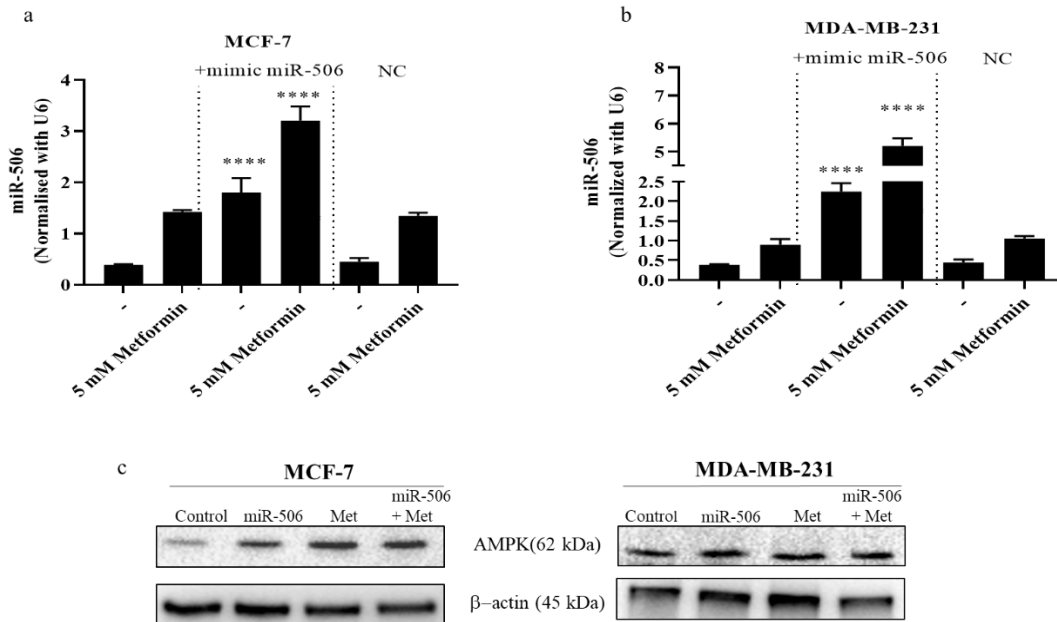 a
MCF-7
+mimic miR-506
NC
miR-506
(Normalised with U6)
4
3
2
1
0
****
****
-
5 mM Metformin
-
5 mM Metformin
-
5 mM Metformin
b
MDA-MB-231
+mimic miR-506
NC
miR-506
(Normalized with U6)
8
7
6
5
2.5
2.0
1.5
1.0
0.5
0.0
****
****
-
5 mM Metformin
-
5 mM Metformin
-
5 mM Metformin
c
MCF-7
Control
miR-506
Met
miR-506
+ Met
AMPK(62 kDa)
β–actin (45 kDa)
MDA-MB-231
Control
miR-506
Met
miR-506
+ Met